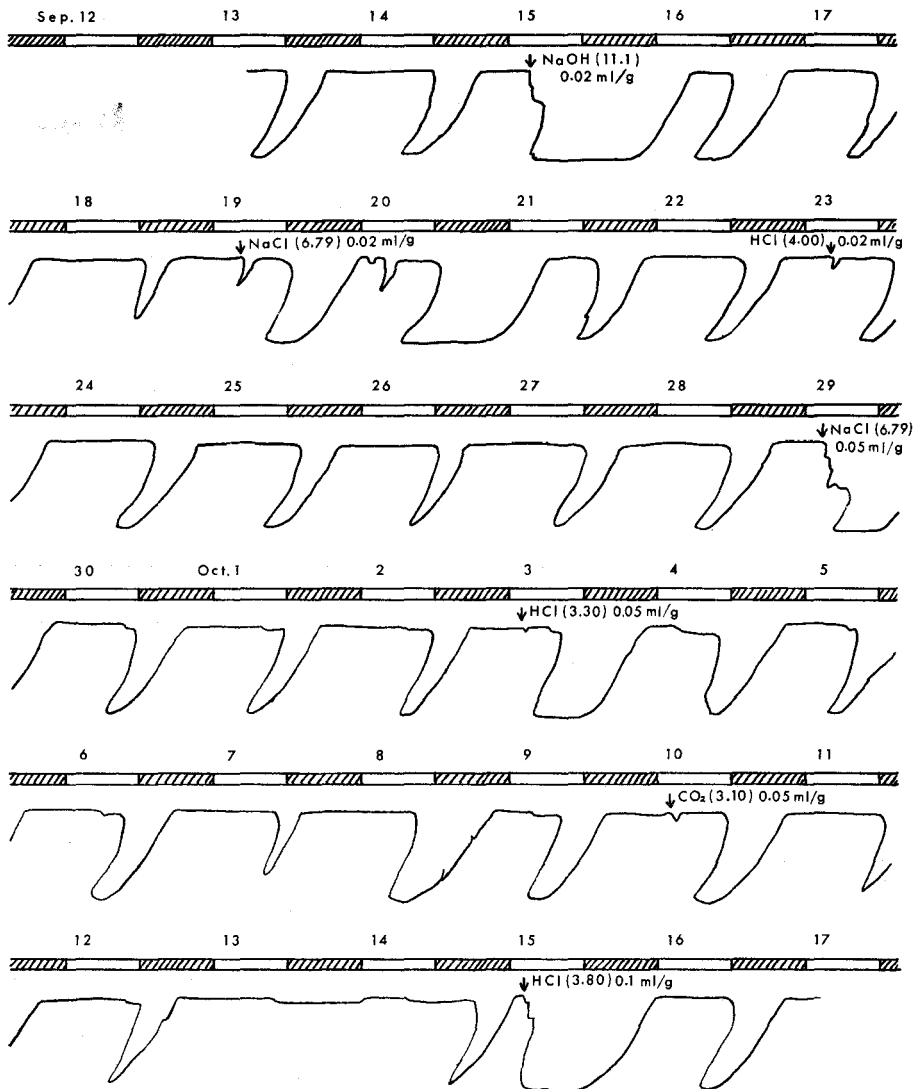 Sep. 12 13 14 15 16 17
NaOH (11.1)
0.02 ml/g
18 19 20 21 22 23
NaCl (6.79) 0.02 ml/g HCl (4.00) 0.02 ml/g
24 25 26 27 28 29
NaCl (6.79)
0.05 ml/g
30 Oct. 1 2 3 4 5
HCl (3.30) 0.05 ml/g
6 7 8 9 10 11
CO₂ (3.10) 0.05 ml/g
12 13 14 15 16 17
HCl (3.80) 0.1 ml/g